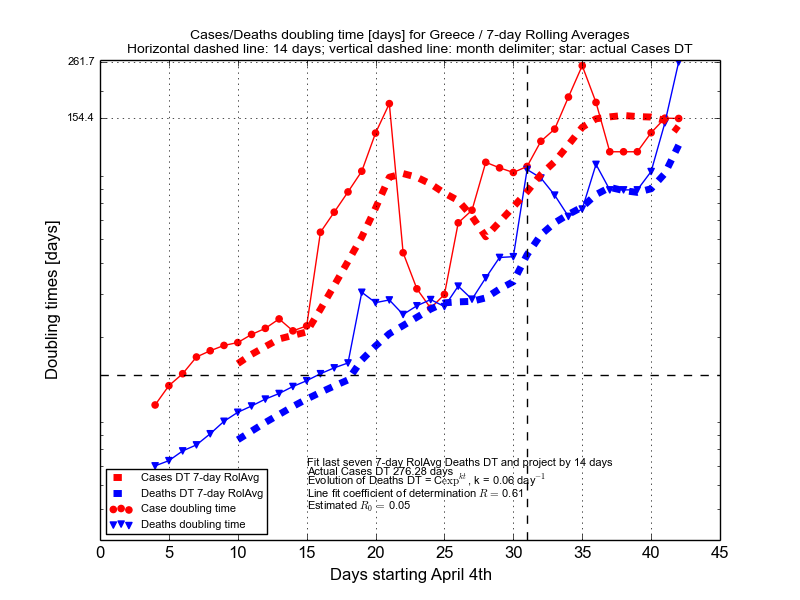 Cases/Deaths doubling time [days] for Greece / 7-day Rolling Averages
Horizontal dashed line: 14 days; vertical dashed line: month delimiter; star: actual Cases DT
261.7
154.4
Doubling times [days]
Fit last seven 7-day RolAvg Deaths DT and project by 14 days
Actual Cases DT 276.28 days
Evolution of Deaths DT = Cexp^{kt}, k = 0.06 day^{-1}
Line fit coefficient of determination R = 0.61
Estimated R_0 = 0.05
Cases DT 7-day RolAvg
Deaths DT 7-day RolAvg
Case doubling time
Deaths doubling time
0 5 10 15 20 25 30 35 40 45
Days starting April 4th